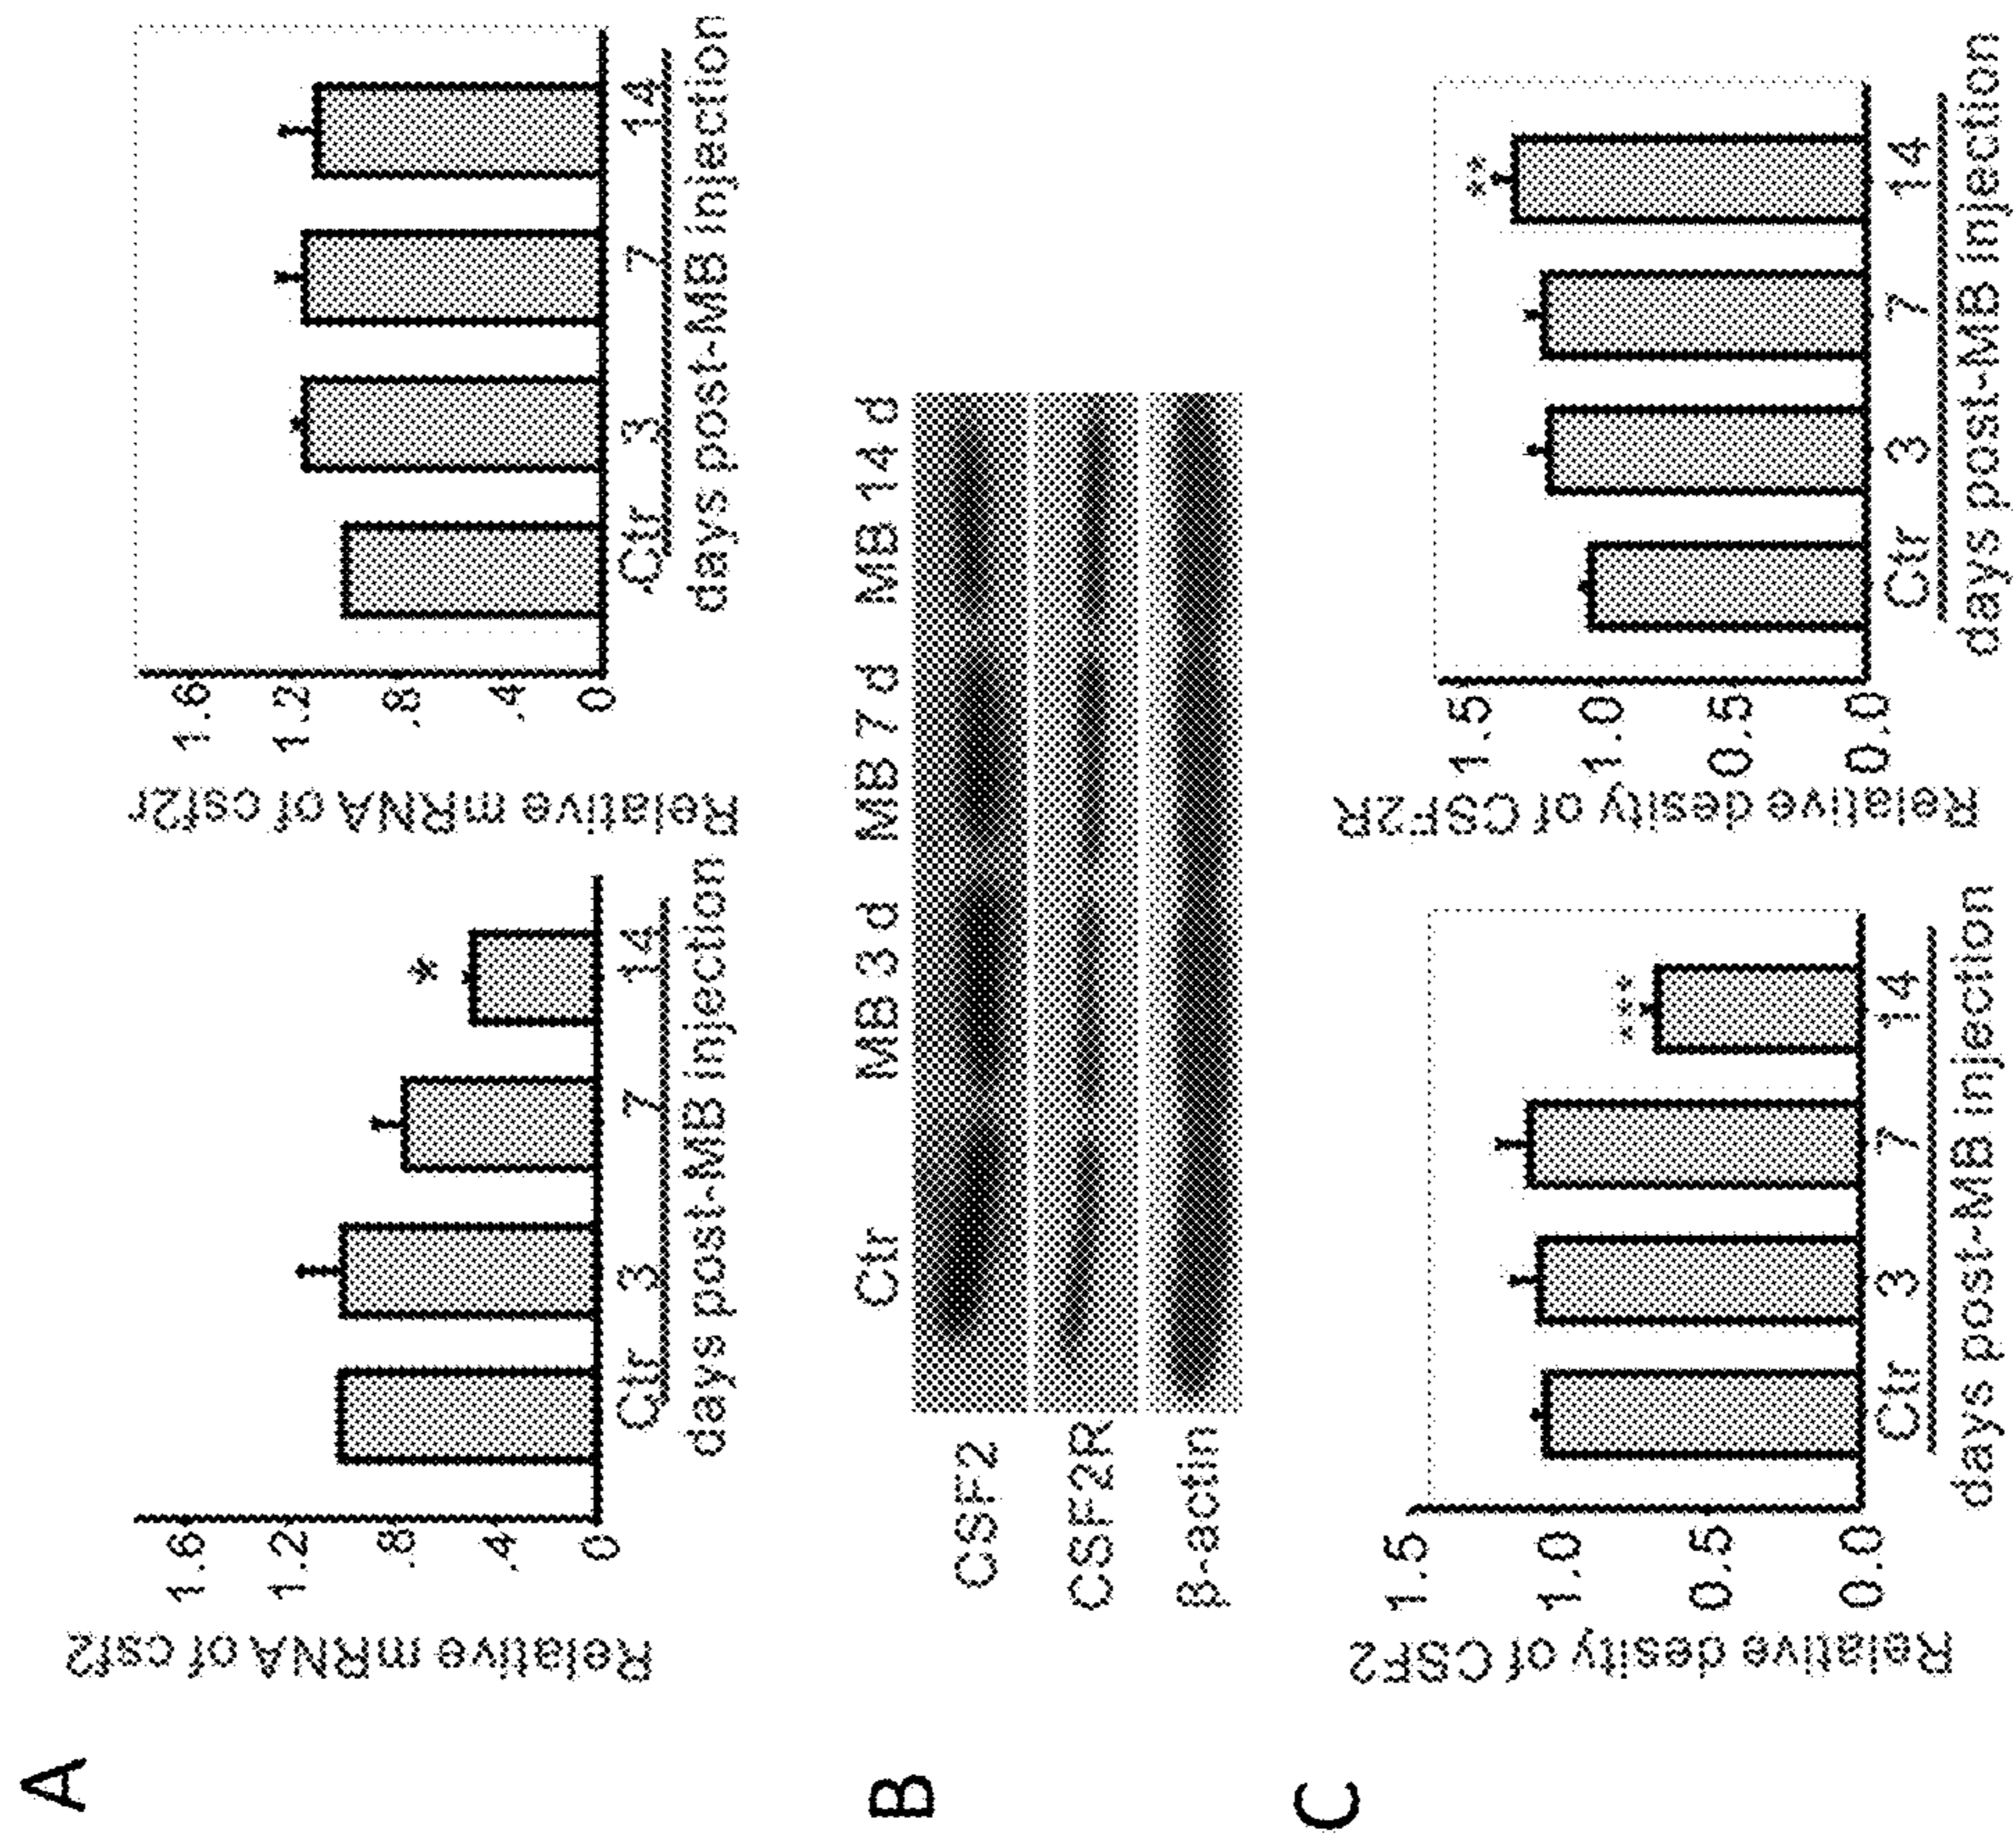 A
Relative mRNA of csf2
1.6
1.2
.8
.4
0
Ctr 3 7 14
*
days post-MB injection
Relative mRNA of csf2r
1.6
1.2
.8
.4
0
Ctr 3 7 14
days post-MB injection
B
Ctr MB 3 d MB 7 d MB 14 d
CSF2
CSF2R
β-actin
C
Relative desity of CSF2
1.5
1.0
0.5
0.0
***
Ctr 3 7 14
days post-MB injection
Relative desity of CSF2R
1.5
1.0
0.5
0.0
**
Ctr 3 7 14
days post-MB injection